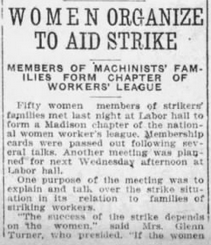 WOMEN ORGANIZE
TO AID STRIKE
MEMBERS OF MACHINISTS' FAM-
ILIES FORM CHAPTER OF
WORKERS' LEAGUE
Fifty women members of strikers'
families met last night at Labor hall to
form a Madison chapter of the nation-
al women worker's league. Membership
cards were passed out following sev-
eral talks. Another meeting was plan-
ned for next Wednesday afternoon at
Labor hall.
One purpose of the meeting was to
explain and talk over the strike situa-
tion in its relation to families of
striking workers.
"The success of the strike depends
on the women," said Mrs. Glenn
Turner, who presided. "If the women